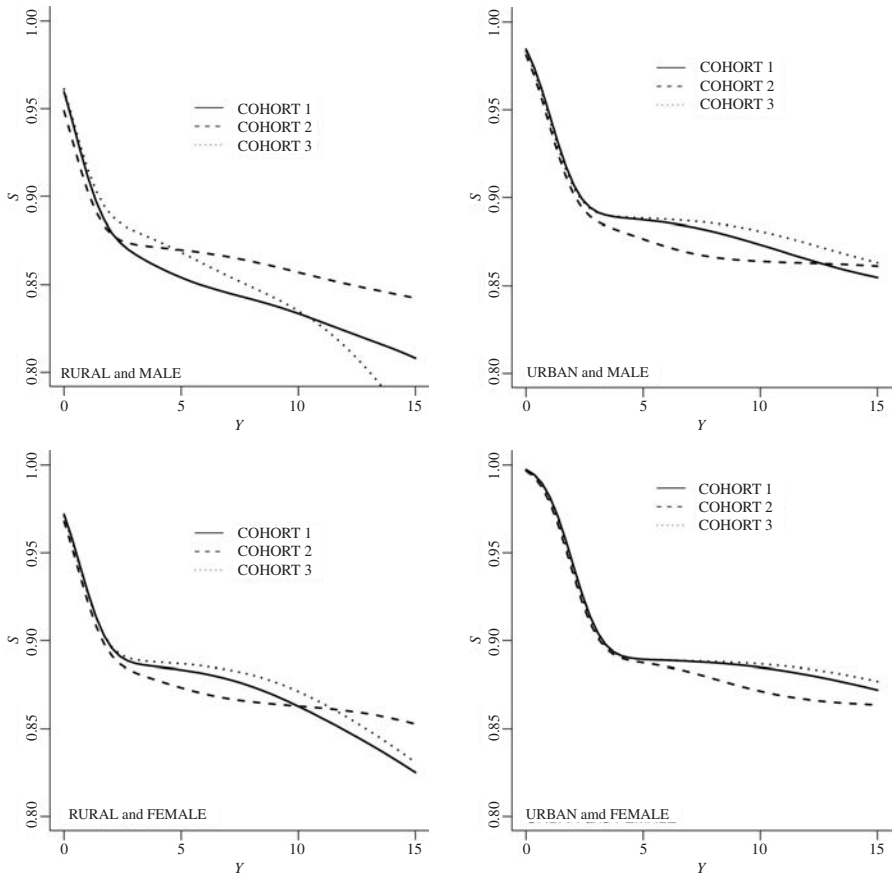 1.00
0.95
0.90
0.85
0.80
S
COHORT 1
COHORT 2
COHORT 3
RURAL and MALE
0
5
10
15
Y
1.00
0.95
0.90
0.85
0.80
S
COHORT 1
COHORT 2
COHORT 3
URBAN and MALE
0
5
10
15
Y
1.00
0.95
0.90
0.85
0.80
S
COHORT 1
COHORT 2
COHORT 3
RURAL and FEMALE
0
5
10
15
Y
1.00
0.95
0.90
0.85
0.80
S
COHORT 1
COHORT 2
COHORT 3
URBAN amd FEMALE
0
5
10
15
Y